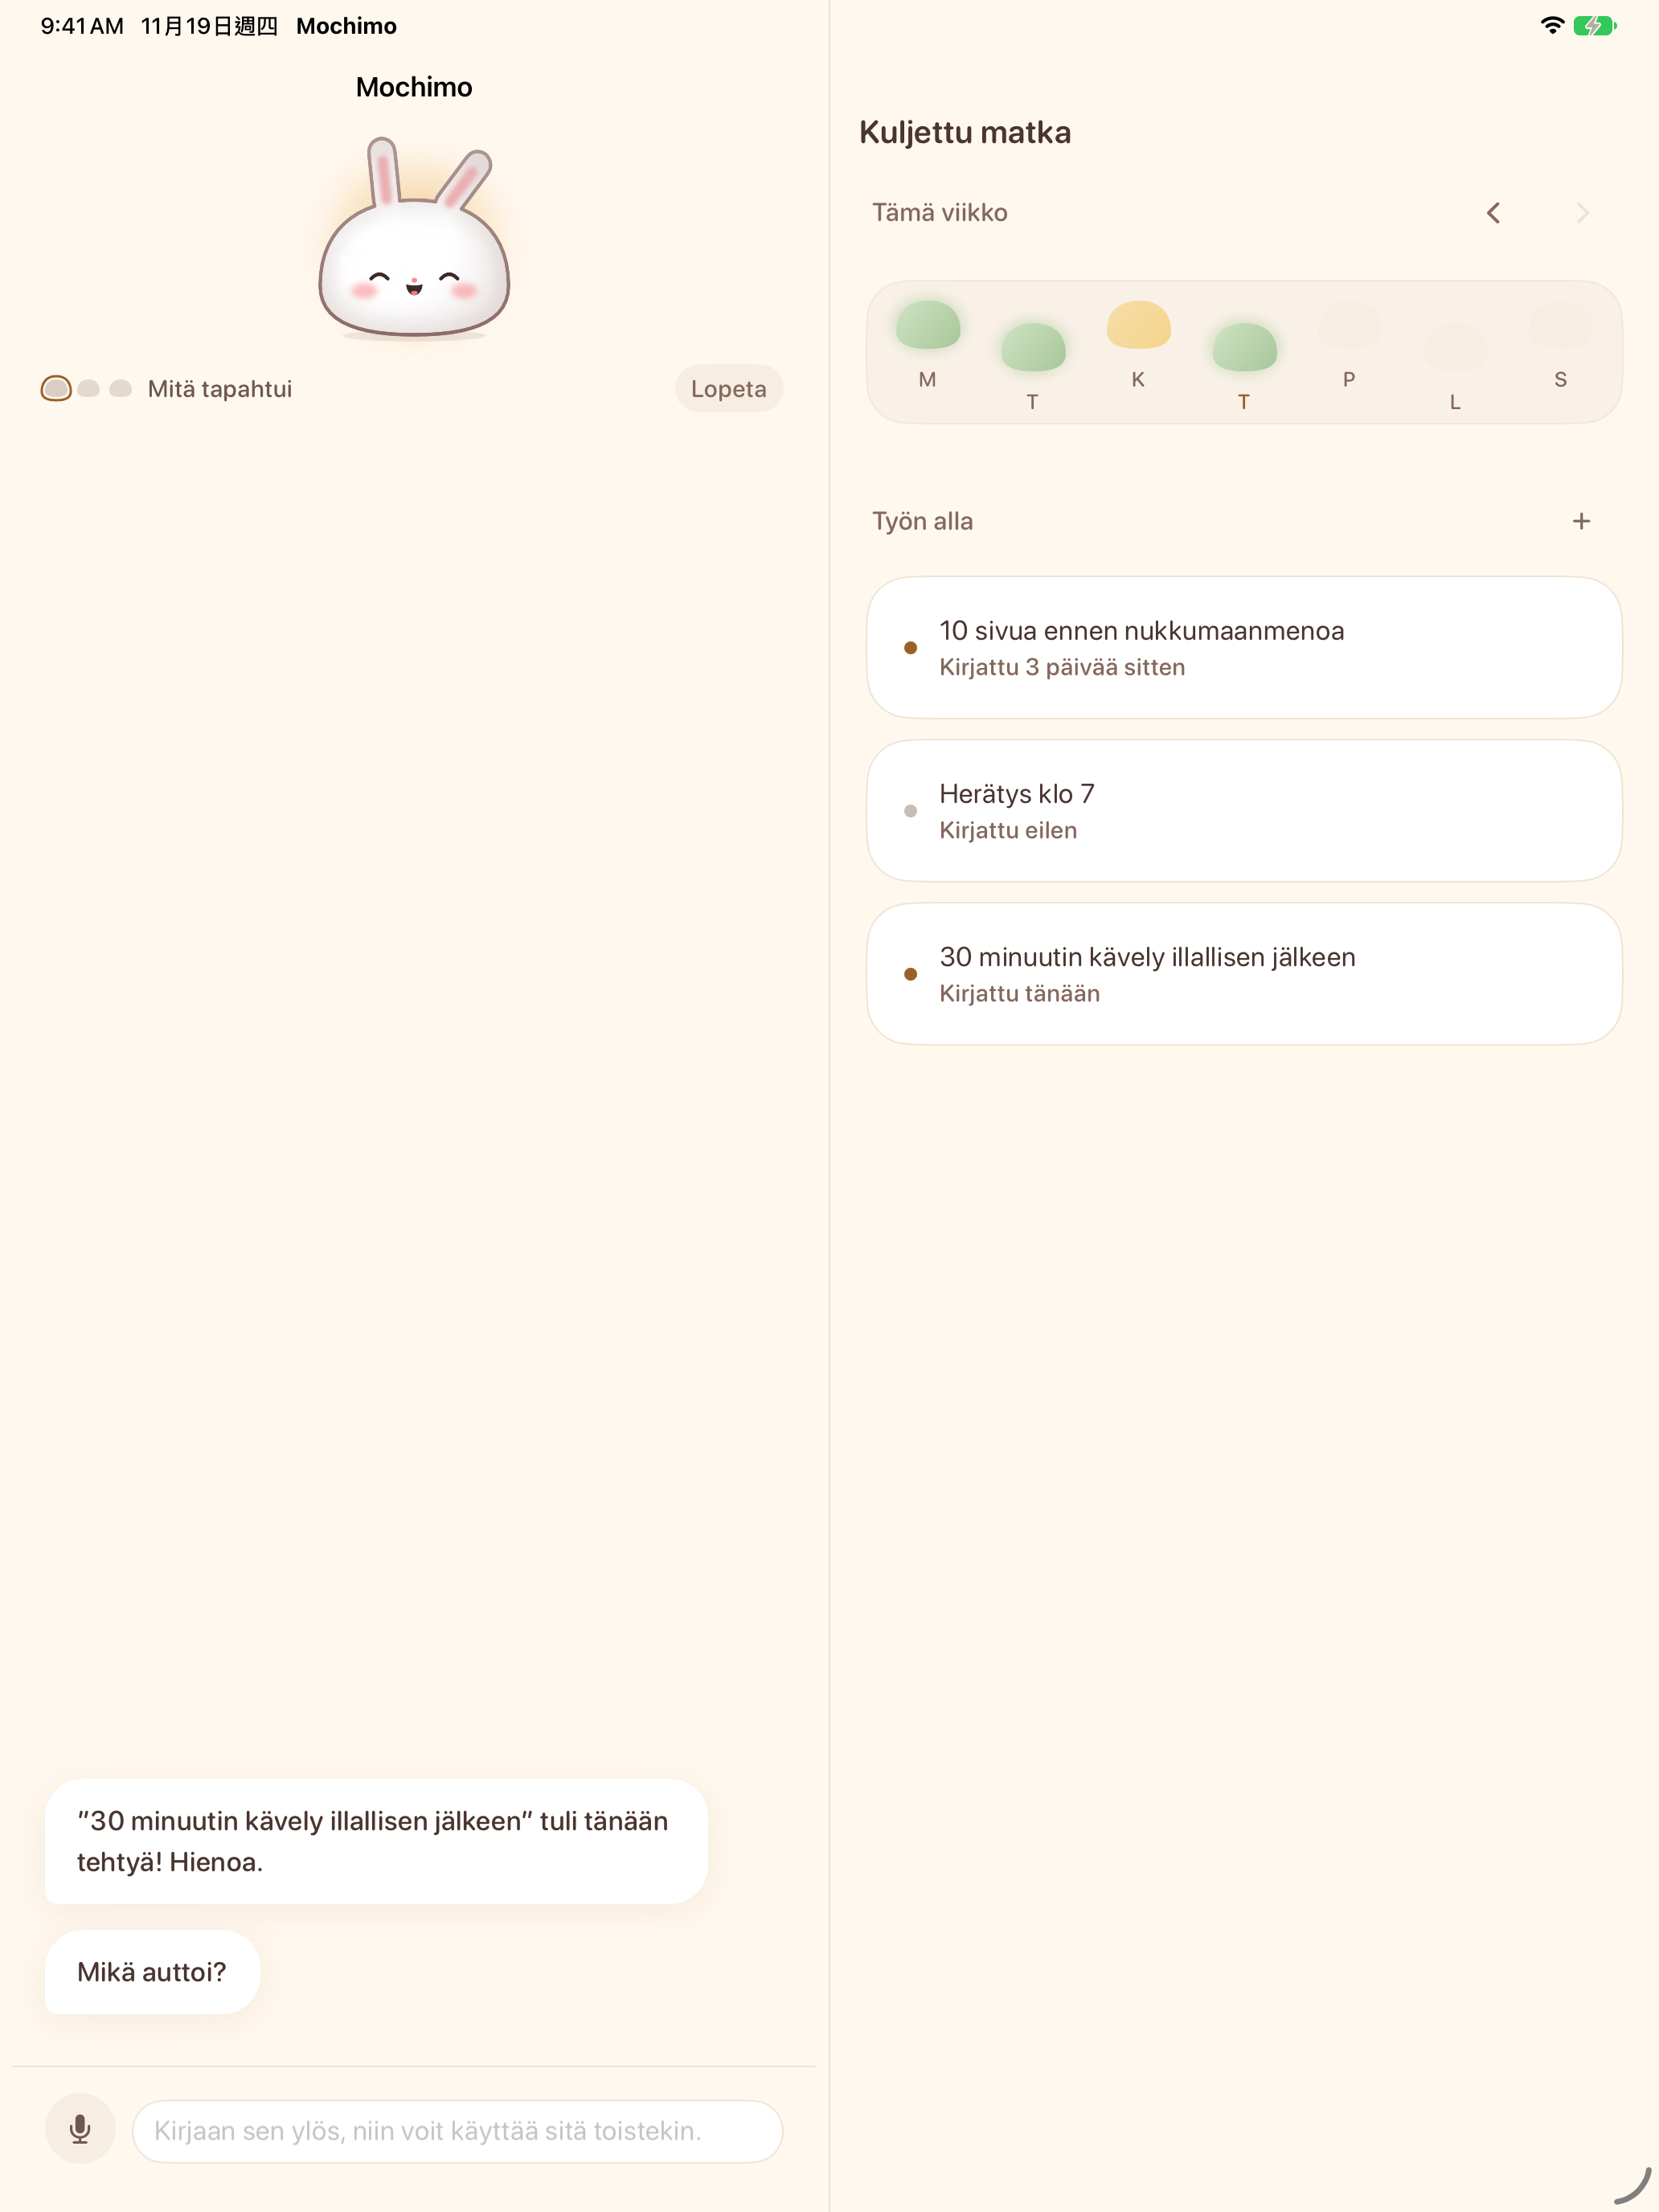 9:41 AM 11月19日週四 Mochimo
Mochimo
Mitä tapahtui
Lopeta
"30 minuutin kävely illallisen jälkeen" tuli tänään
tehtyä! Hienoa.
Mikä auttoi?
Kirjaan sen ylös, niin voit käyttää sitä toistekin.
Kuljettu matka
Tämä viikko
M
T
K
T
P
L
S
Työn alla
10 sivua ennen nukkumaanmenoa
Kirjattu 3 päivää sitten
Herätys klo 7
Kirjattu eilen
30 minuutin kävely illallisen jälkeen
Kirjattu tänään